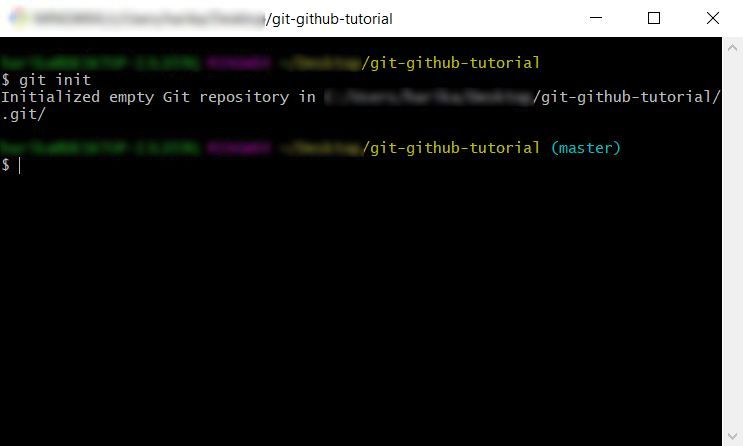 /git-github-tutorial
/git-github-tutorial
$ git init
Initialized empty Git repository in /git-github-tutorial/
.git/
/git-github-tutorial (master)
$